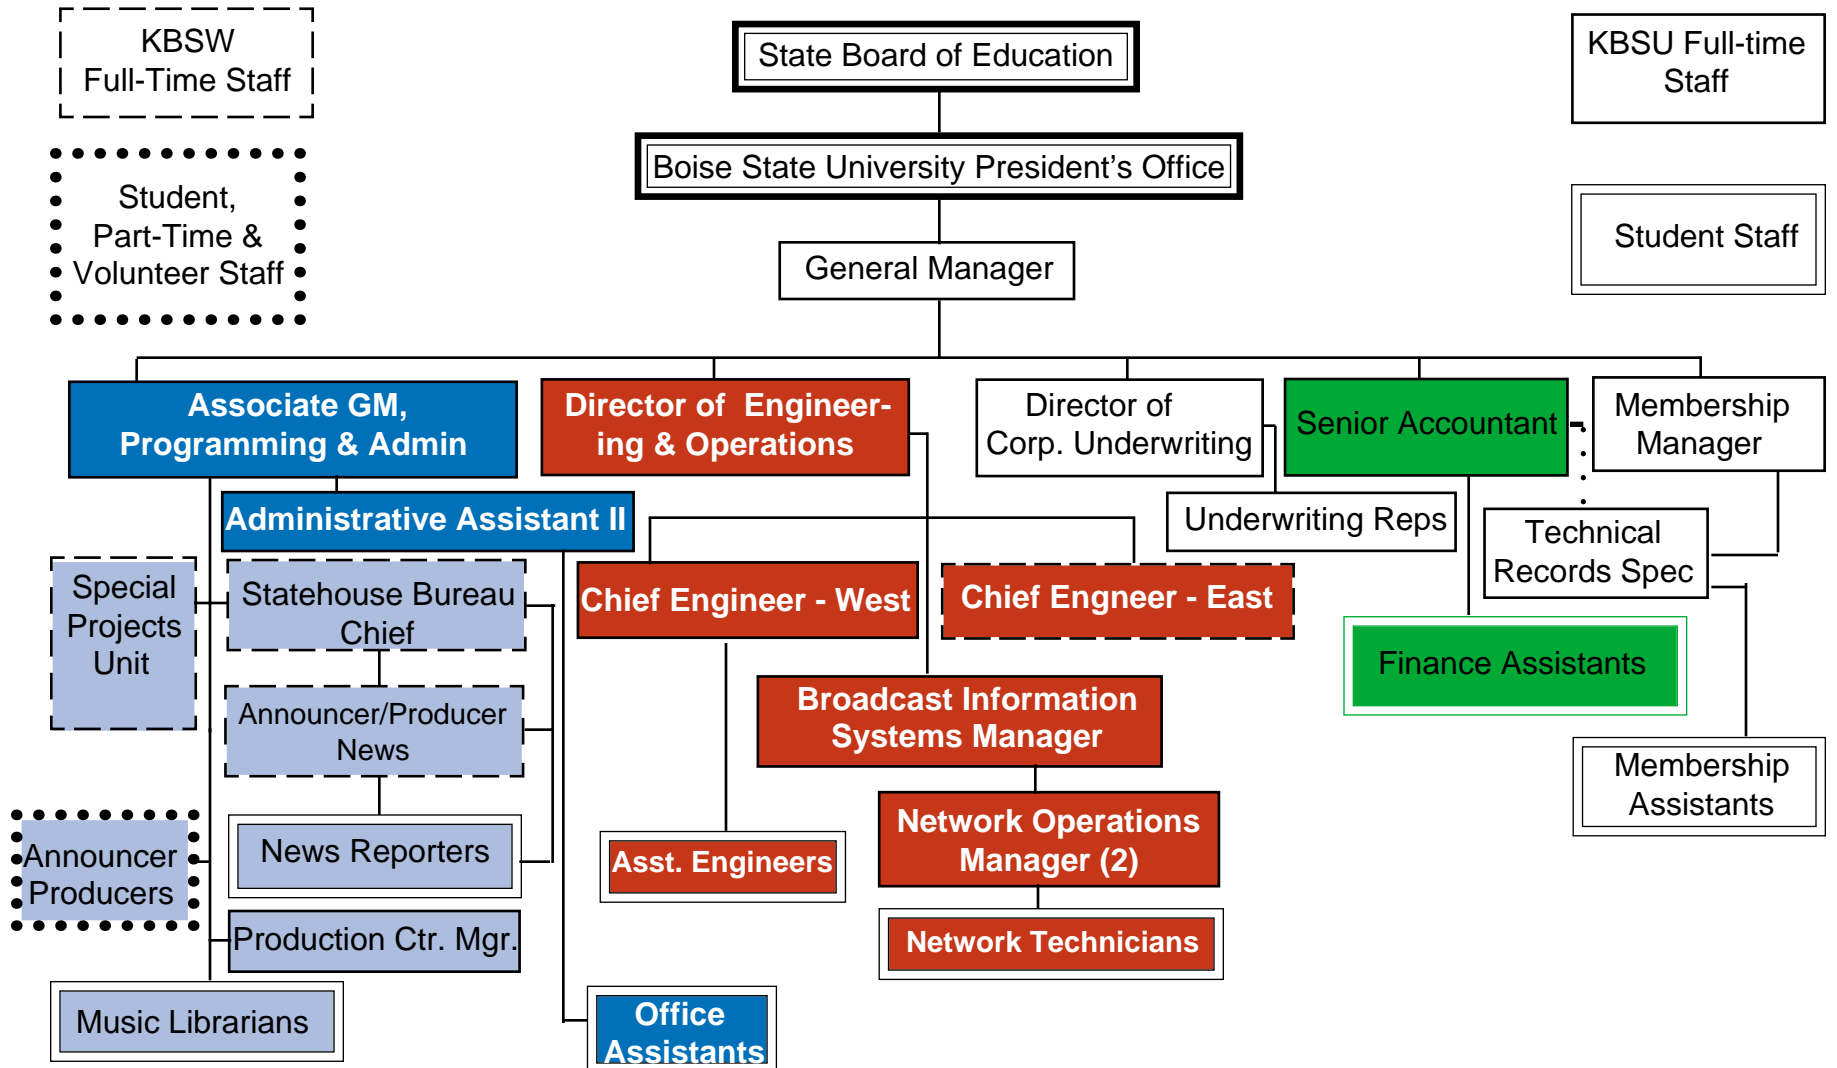 KBSW
Full-Time Staff
State Board of Education
KBSU Full-time
Staff
Student,
Part-Time &
Volunteer Staff
Boise State University President’s Office
Student Staff
General Manager
Associate GM,
Programming & Admin
Director of  Engineer-
ing & Operations
Director of
Corp. Underwriting
Senior Accountant
Membership
Manager
Administrative Assistant II
Underwriting Reps
Technical
Records Spec
Special
Projects
Unit
Statehouse Bureau
Chief
Chief Engineer - West
Chief Engneer - East
Finance Assistants
Announcer/Producer
News
Broadcast Information
Systems Manager
Membership
Assistants
Announcer
Producers
News Reporters
Asst. Engineers
Network Operations
Manager (2)
Production Ctr. Mgr.
Network Technicians
Music Librarians
Office
Assistants